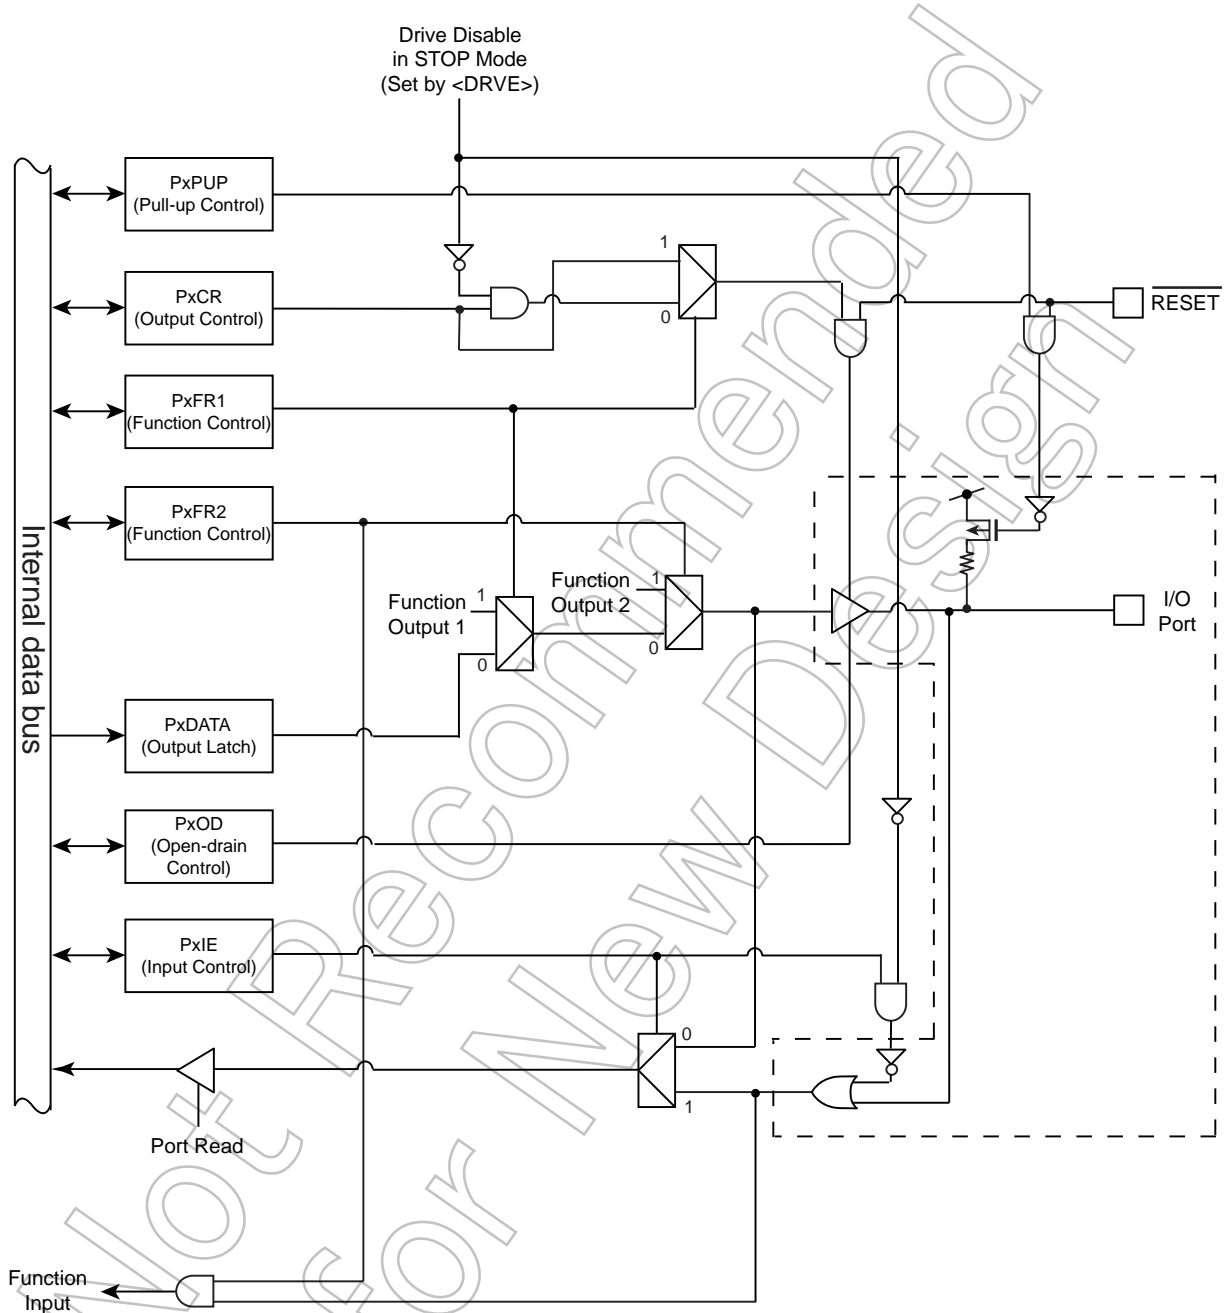 Drive Disable
in STOP Mode
(Set by <DRVE>)
PxPUP
(Pull-up Control)
1
PxCR
(Output Control)
0
RESET
PxFR1
(Function Control)
PxFR2
(Function Control)
Internal data bus
Function
Output 1
1
0
Function
Output 2
1
0
I/O
Port
PxDATA
(Output Latch)
PxOD
(Open-drain
Control)
PxIE
(Input Control)
0
1
Port Read
Function
Input
Not Recommended
for New Design